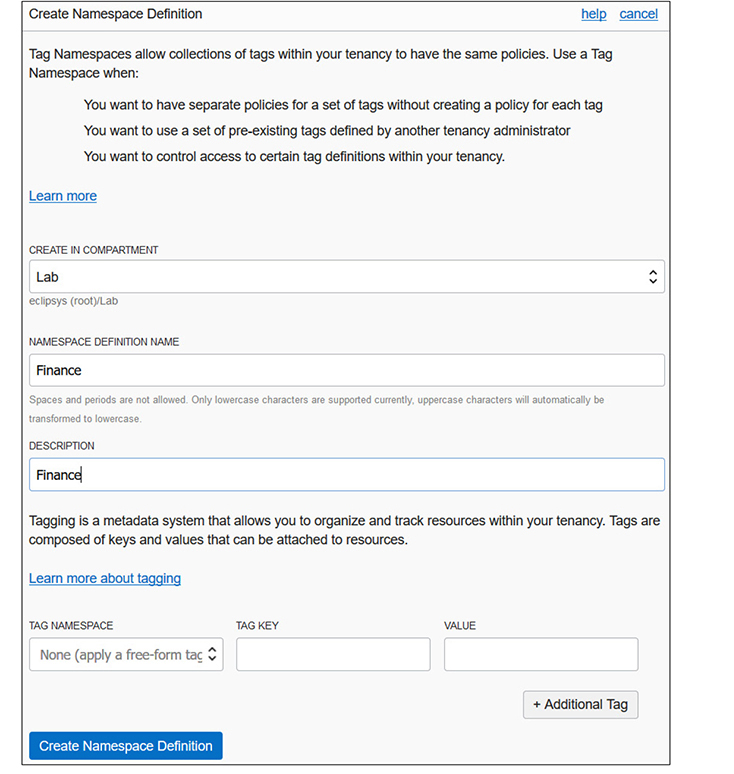 Create Namespace Definition help cancel
Tag Namespaces allow collections of tags within your tenancy to have the same policies. Use a Tag
Namespace when:
You want to have separate policies for a set of tags without creating a policy for each tag
You want to use a set of pre-existing tags defined by another tenancy administrator
You want to control access to certain tag definitions within your tenancy.
Learn more
CREATE IN COMPARTMENT
Lab
eclipsys (root)/Lab
NAMESPACE DEFINITION NAME
Finance
Spaces and periods are not allowed. Only lowercase characters are supported currently, uppercase characters will automatically be
transformed to lowercase.
DESCRIPTION
Finance
Tagging is a metadata system that allows you to organize and track resources within your tenancy. Tags are
composed of keys and values that can be attached to resources.
Learn more about tagging
TAG NAMESPACE TAG KEY VALUE
None (apply a free-form tag
+ Additional Tag
Create Namespace Definition